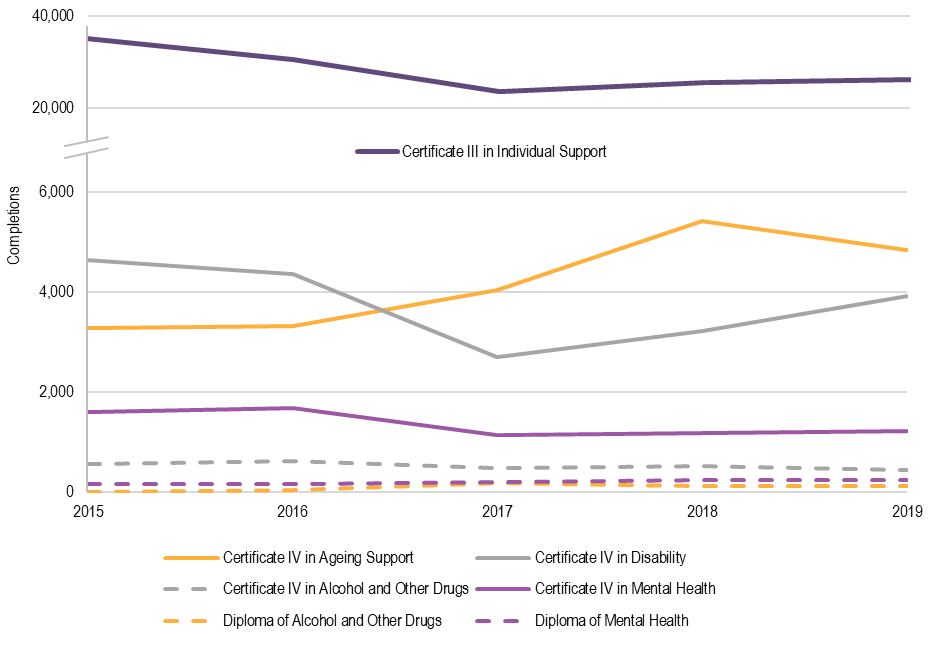 40,000
20,000
Certificate III in Individual Support
6,000
Completions
4,000
2,000
0
2015 2016 2017 2018 2019
Certificate IV in Ageing Support Certificate IV in Disability
Certificate IV in Alcohol and Other Drugs Certificate IV in Mental Health
Diploma of Alcohol and Other Drugs Diploma of Mental Health